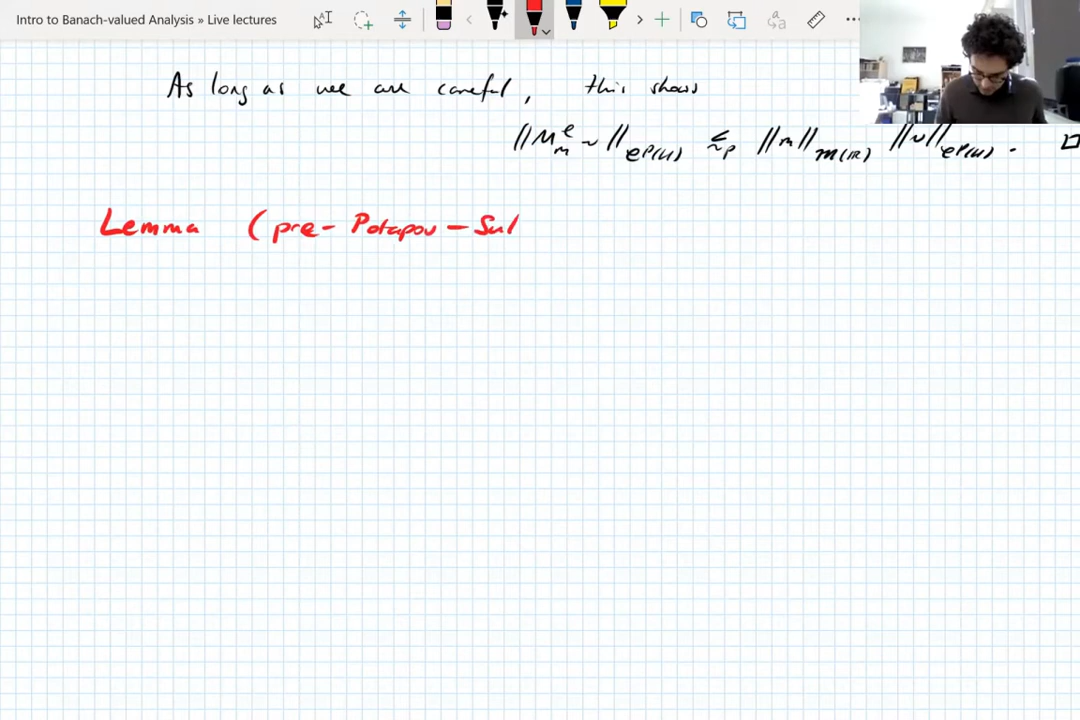 Intro to Banach-valued Analysis » Live lectures
As long as we are careful, this shows
‖M_m^e v‖_{e^p(H)} ≲_p ‖m‖_{m(ℝ)} ‖v‖_{e^p(H)}. □
Lemma (pre-Potapov-Suk